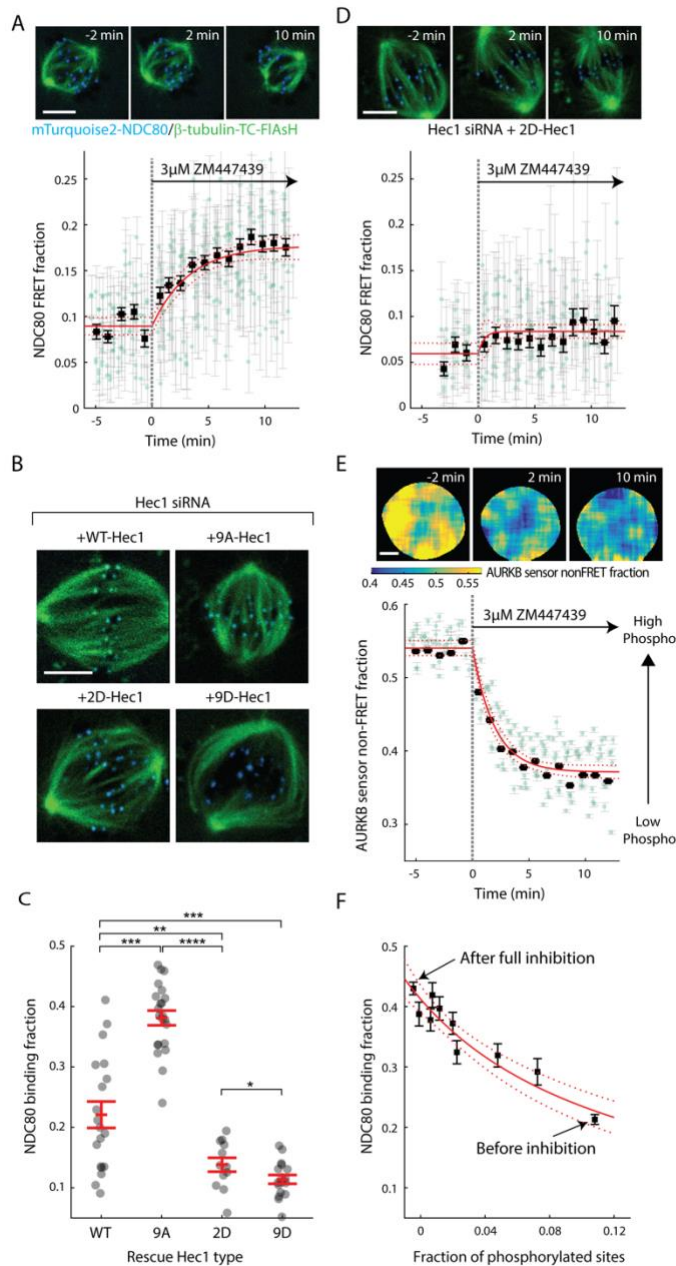 A
-2 min
2 min
10 min
mTurquoise2-NDC80/β-tubulin-TC-FlAsH
3μM ZM447439
NDC80 FRET fraction
0.25
0.2
0.15
0.1
0.05
0
-5
0
5
10
Time (min)
B
Hec1 siRNA
+WT-Hec1
+9A-Hec1
+2D-Hec1
+9D-Hec1
C
***
**
***
****
*
NDC80 binding fraction
0.5
0.4
0.3
0.2
0.1
WT
9A
2D
9D
Rescue Hec1 type
D
-2 min
2 min
10 min
Hec1 siRNA + 2D-Hec1
3μM ZM447439
NDC80 FRET fraction
0.25
0.2
0.15
0.1
0.05
0
-5
0
5
10
Time (min)
E
-2 min
2 min
10 min
0.4
0.45
0.5
0.55
AURKB sensor nonFRET fraction
3μM ZM447439
AURKB sensor non-FRET fraction
0.6
0.5
0.4
0.3
-5
0
5
10
Time (min)
High
Phospho
Low
Phospho
F
NDC80 binding fraction
0.5
0.4
0.3
0.2
0.1
After full inhibition
Before inhibition
0
0.04
0.08
0.12
Fraction of phosphorylated sites